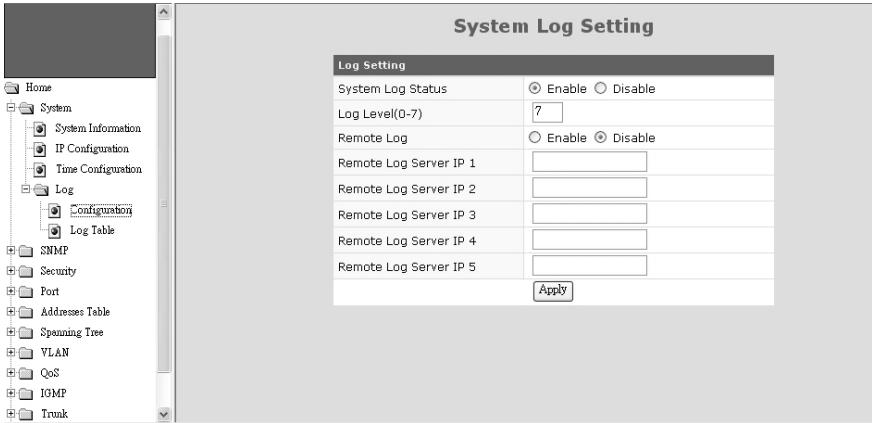 Home
System
System Information
IP Configuration
Time Configuration
Log
Configuration
Log Table
SNMP
Security
Port
Addresses Table
Spanning Tree
VLAN
QoS
IGMP
Trunk
System Log Setting
Log Setting
System Log Status Enable Disable
Log Level(0-7) 7
Remote Log Enable Disable
Remote Log Server IP 1
Remote Log Server IP 2
Remote Log Server IP 3
Remote Log Server IP 4
Remote Log Server IP 5
Apply